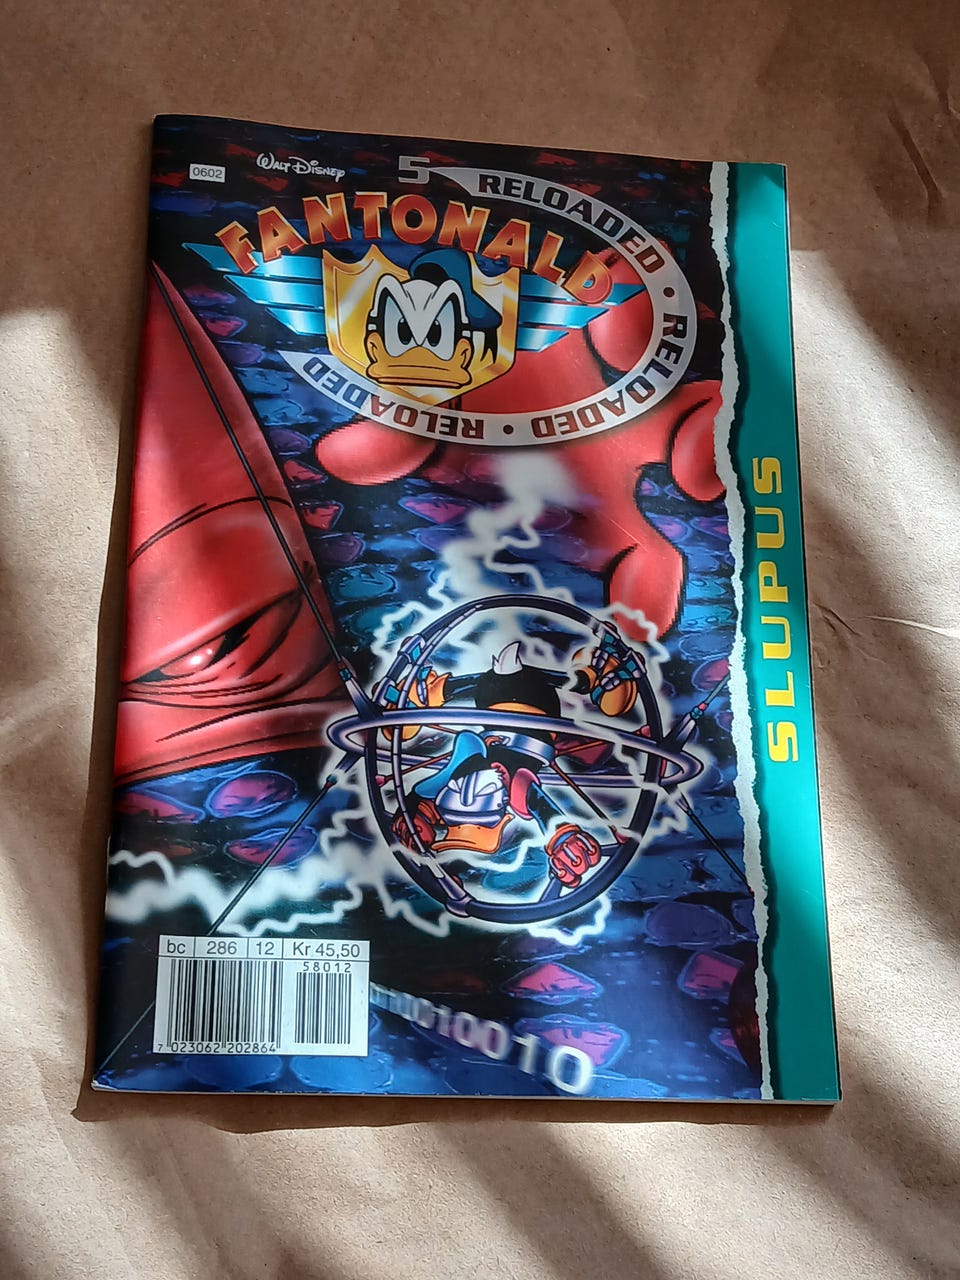 0602
WALT DISNEY
5
RELOADED • RELOADED • RELOADED • RELOADED
FANTONALD
SLUPUS
bc 286 12 Kr 45,50
58012
7 023062 202864
10010